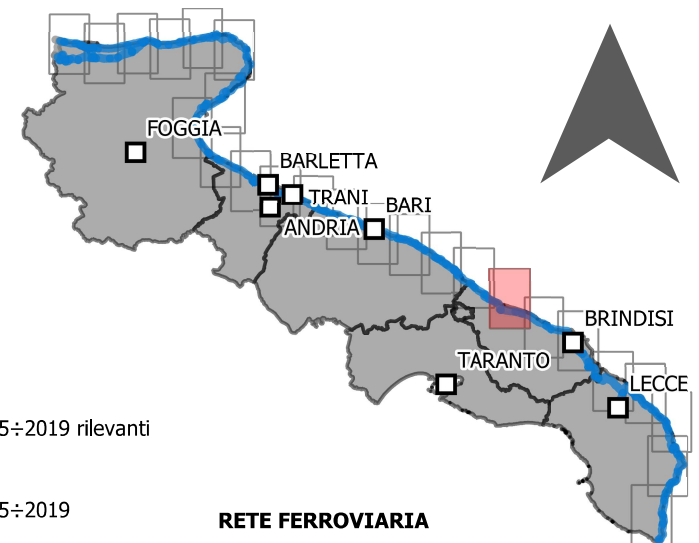 FOGGIA
BARLETTA
TRANI
BARI
ANDRIA
BRINDISI
TARANTO
LECCE
5÷2019 rilevanti
5÷2019
RETE FERROVIARIA